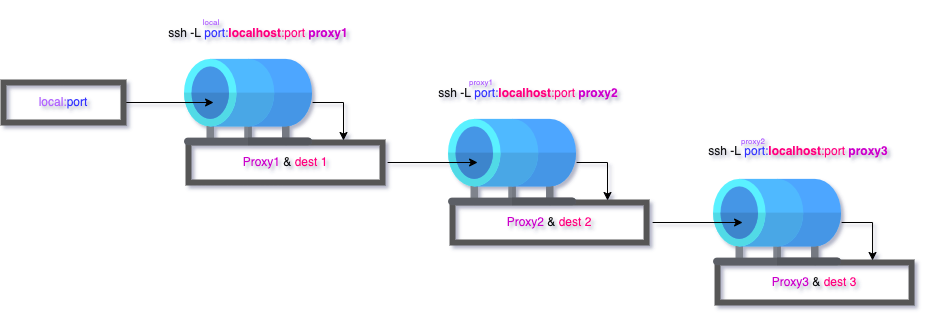 local
ssh -L port:localhost:port proxy1
local:port
Proxy1 & dest 1
proxy1
ssh -L port:localhost:port proxy2
Proxy2 & dest 2
proxy2
ssh -L port:localhost:port proxy3
Proxy3 & dest 3